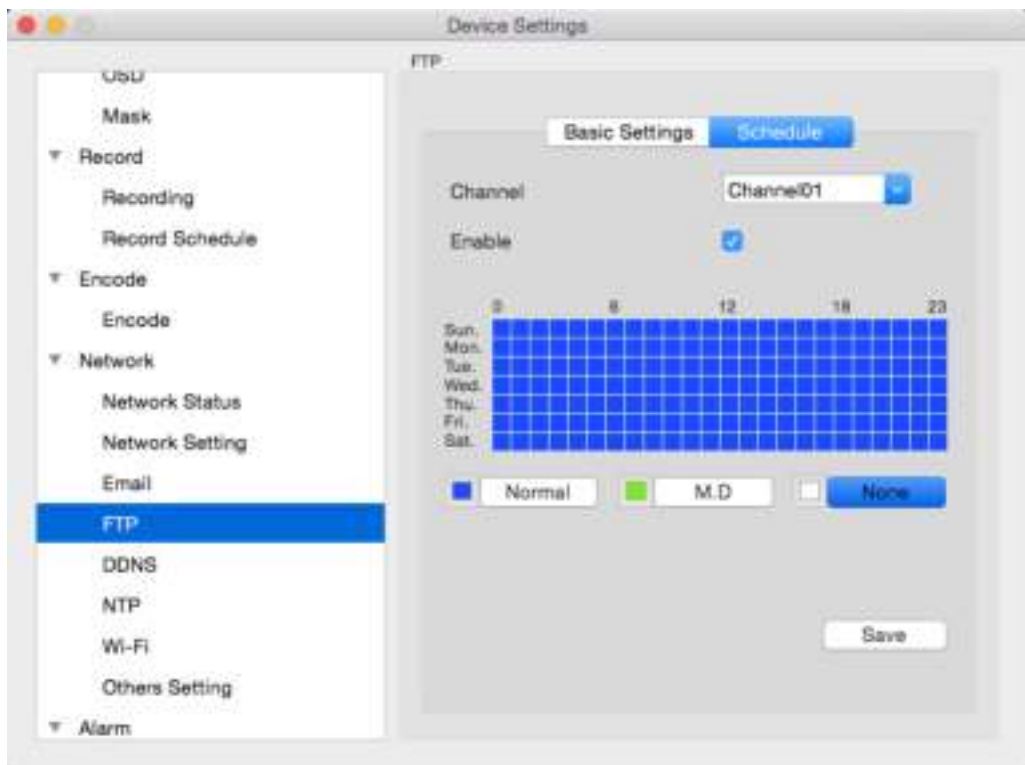 Device Settings
OSD
Mask
Record
Recording
Record Schedule
Encode
Encode
Network
Network Status
Network Setting
Email
FTP
DDNS
NTP
Wi-Fi
Others Setting
Alarm
FTP
Basic Settings Schedule
Channel Channel01
Enable
0 6 12 18 23
Sun.
Mon.
Tue.
Wed.
Thu.
Fri.
Sat.
Normal M.D None
Save